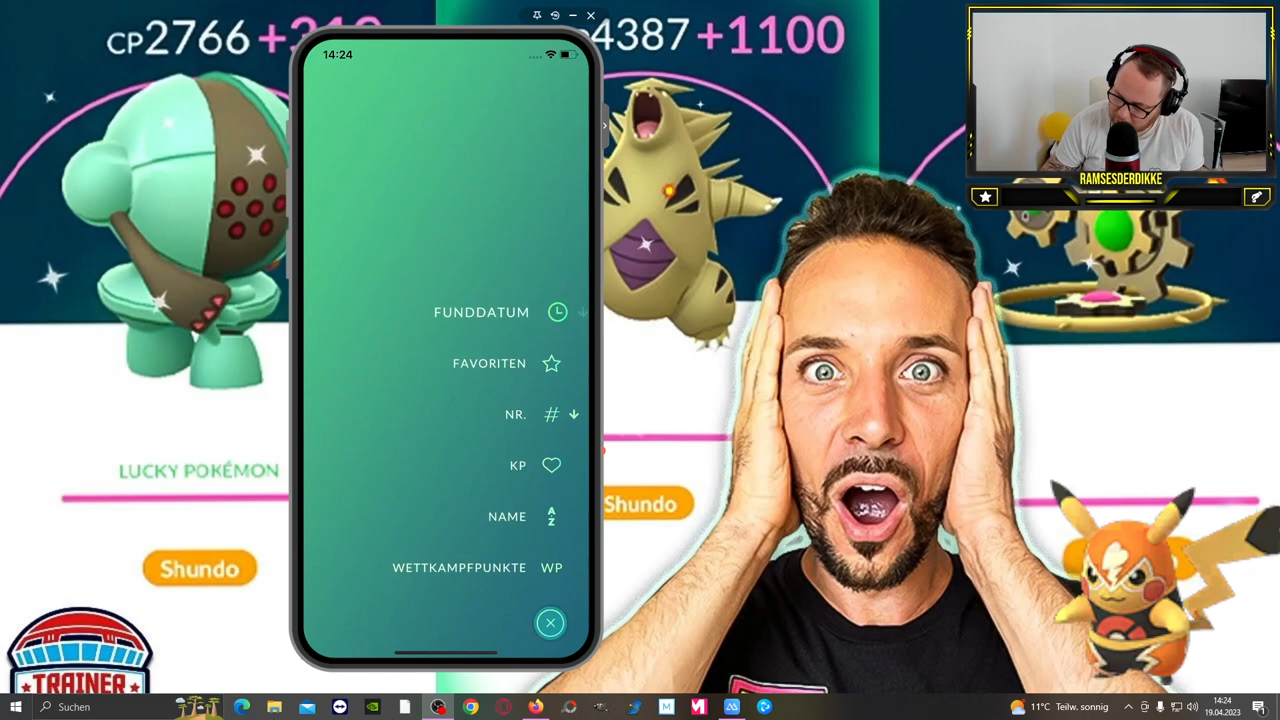 CP2766 +310
4387 +1100
14:24
RAMSESDERDIKKE
FUNDDATUM
FAVORITEN
NR. #
KP
NAME A Z
WETTKAMPFPUNKTE WP
LUCKY POKÉMON
Shundo
Shundo
TRAINER
Suchen
11°C Teilw. sonnig
14:24
19.04.2023